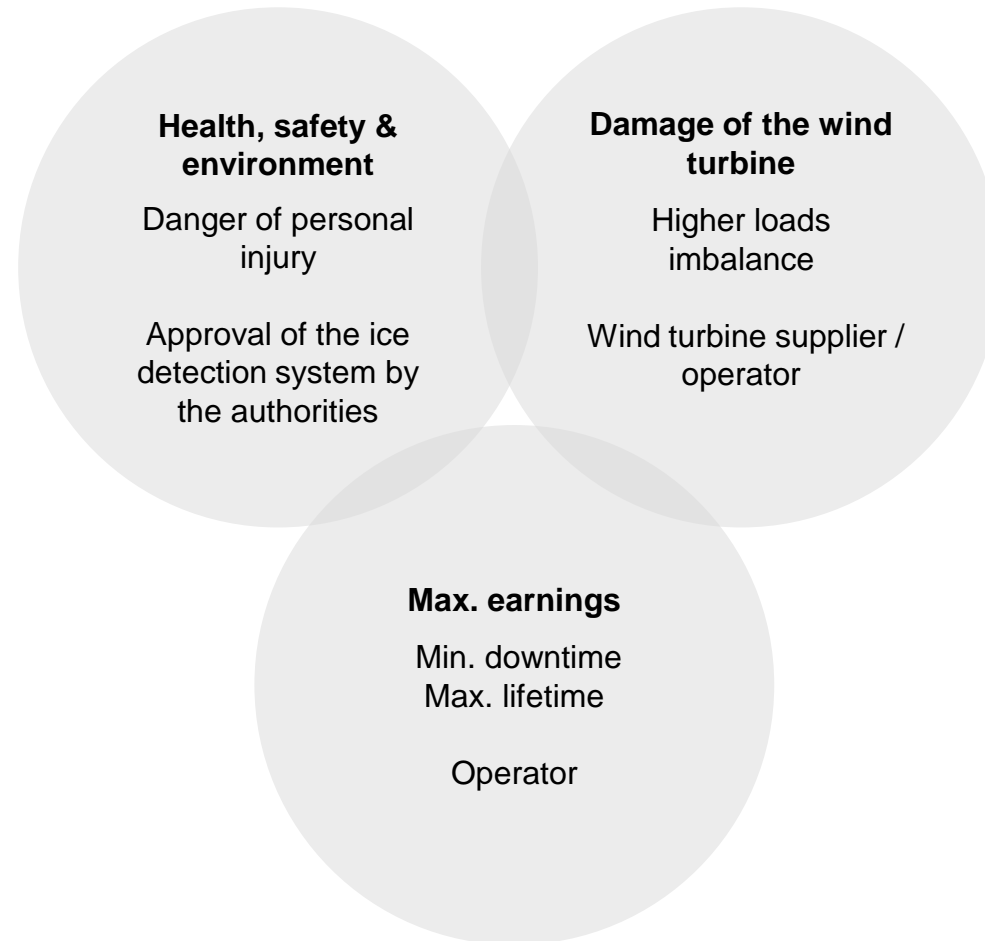 Health, safety &
environment
Danger of personal
injury
Approval of the ice
detection system by
the authorities
Damage of the wind
turbine
Higher loads
imbalance
Wind turbine supplier /
operator
Max. earnings
Min. downtime
Max. lifetime
Operator